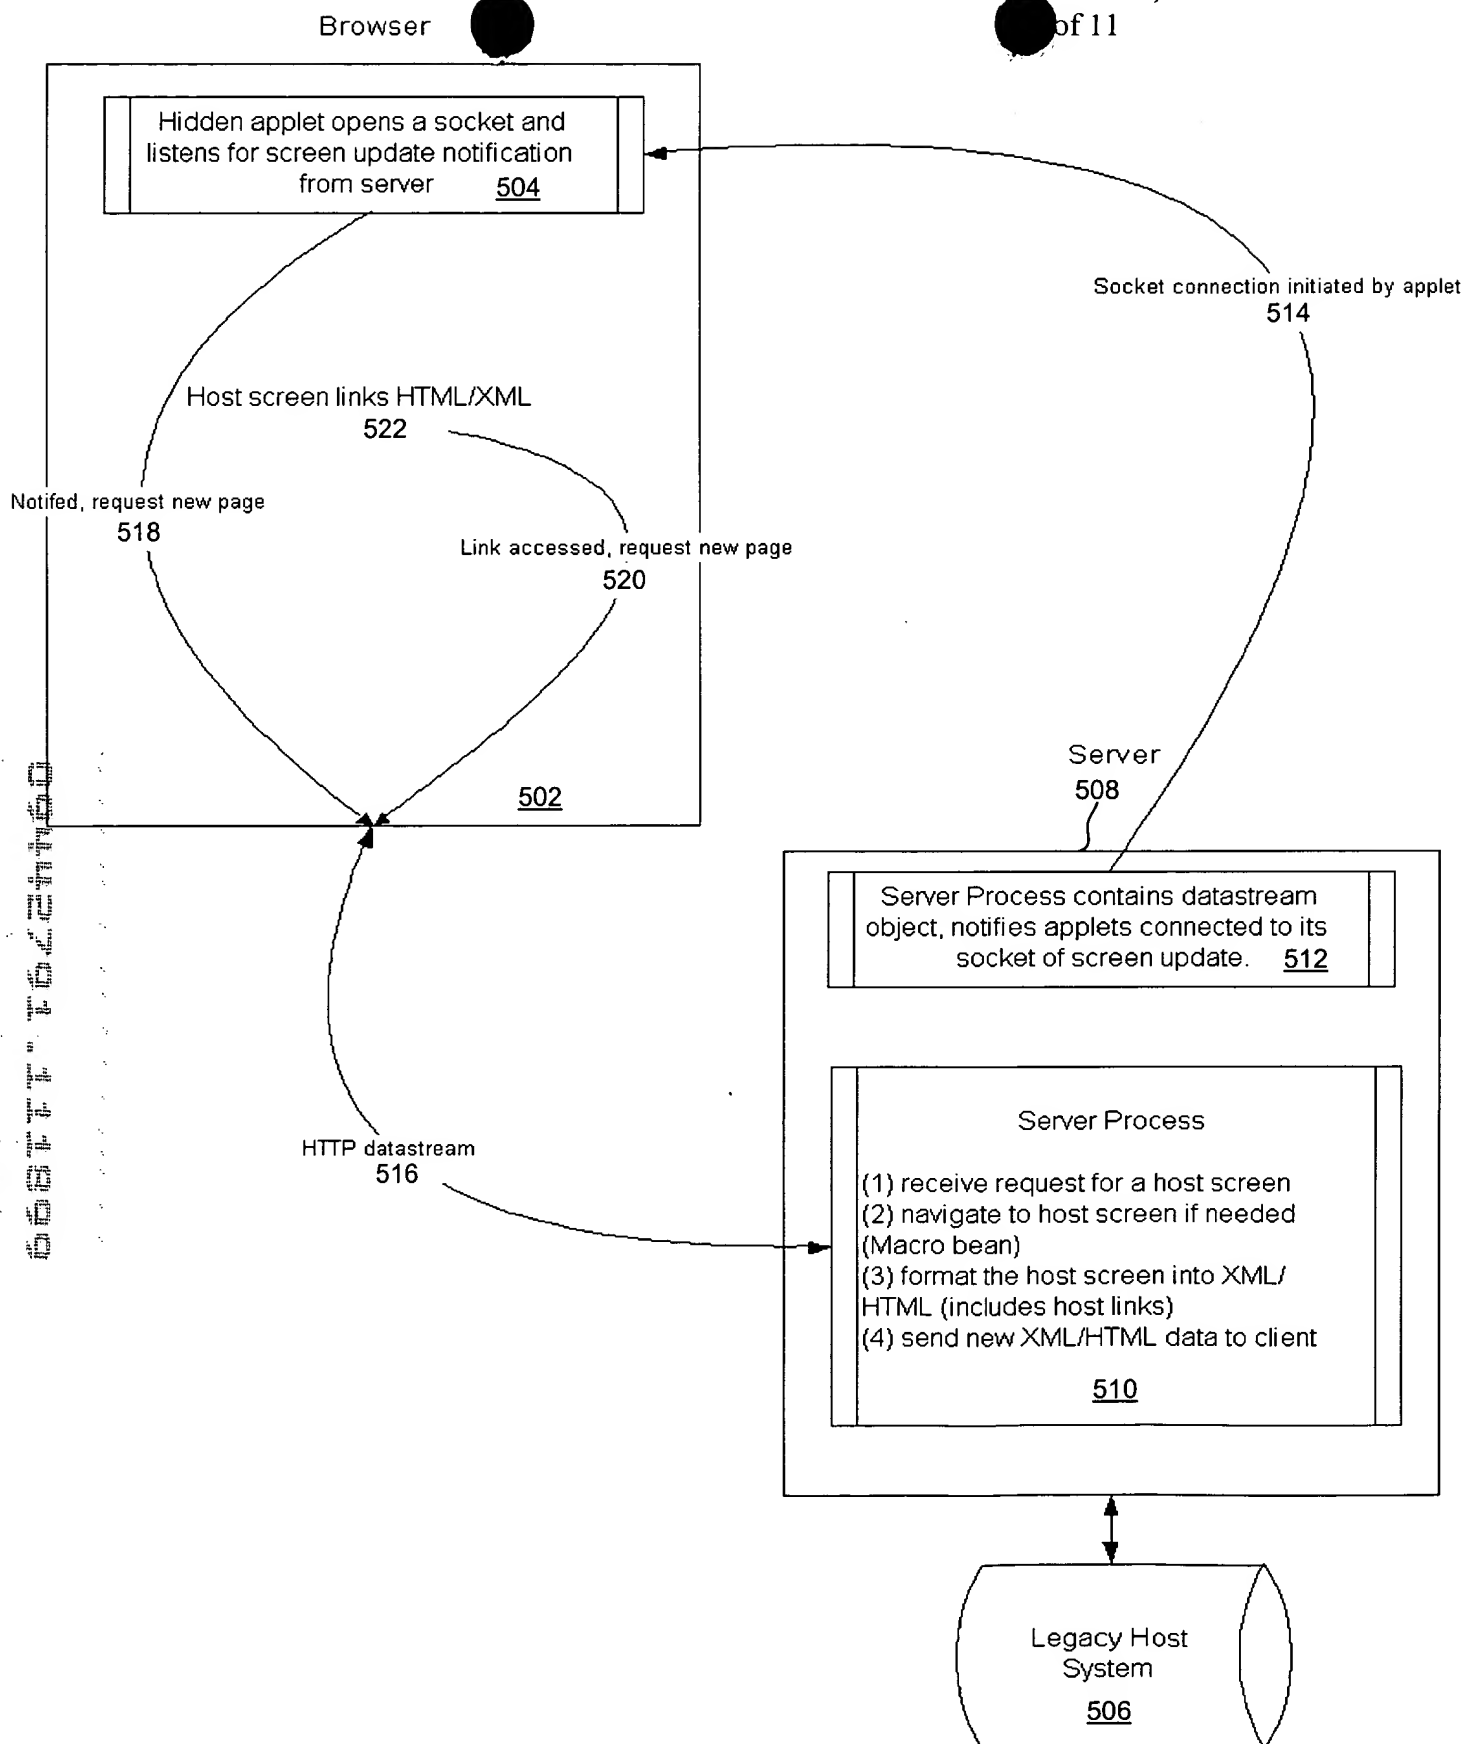 Browser
of 11
Hidden applet opens a socket and
listens for screen update notification
from server 504
Socket connection initiated by applet
514
Host screen links HTML/XML
522
Notifed, request new page
518
Link accessed, request new page
520
502
Server
508
Server Process contains datastream
object, notifies applets connected to its
socket of screen update. 512
HTTP datastream
516
Server Process
(1) receive request for a host screen
(2) navigate to host screen if needed
(Macro bean)
(3) format the host screen into XML/
HTML (includes host links)
(4) send new XML/HTML data to client
510
Legacy Host
System
506